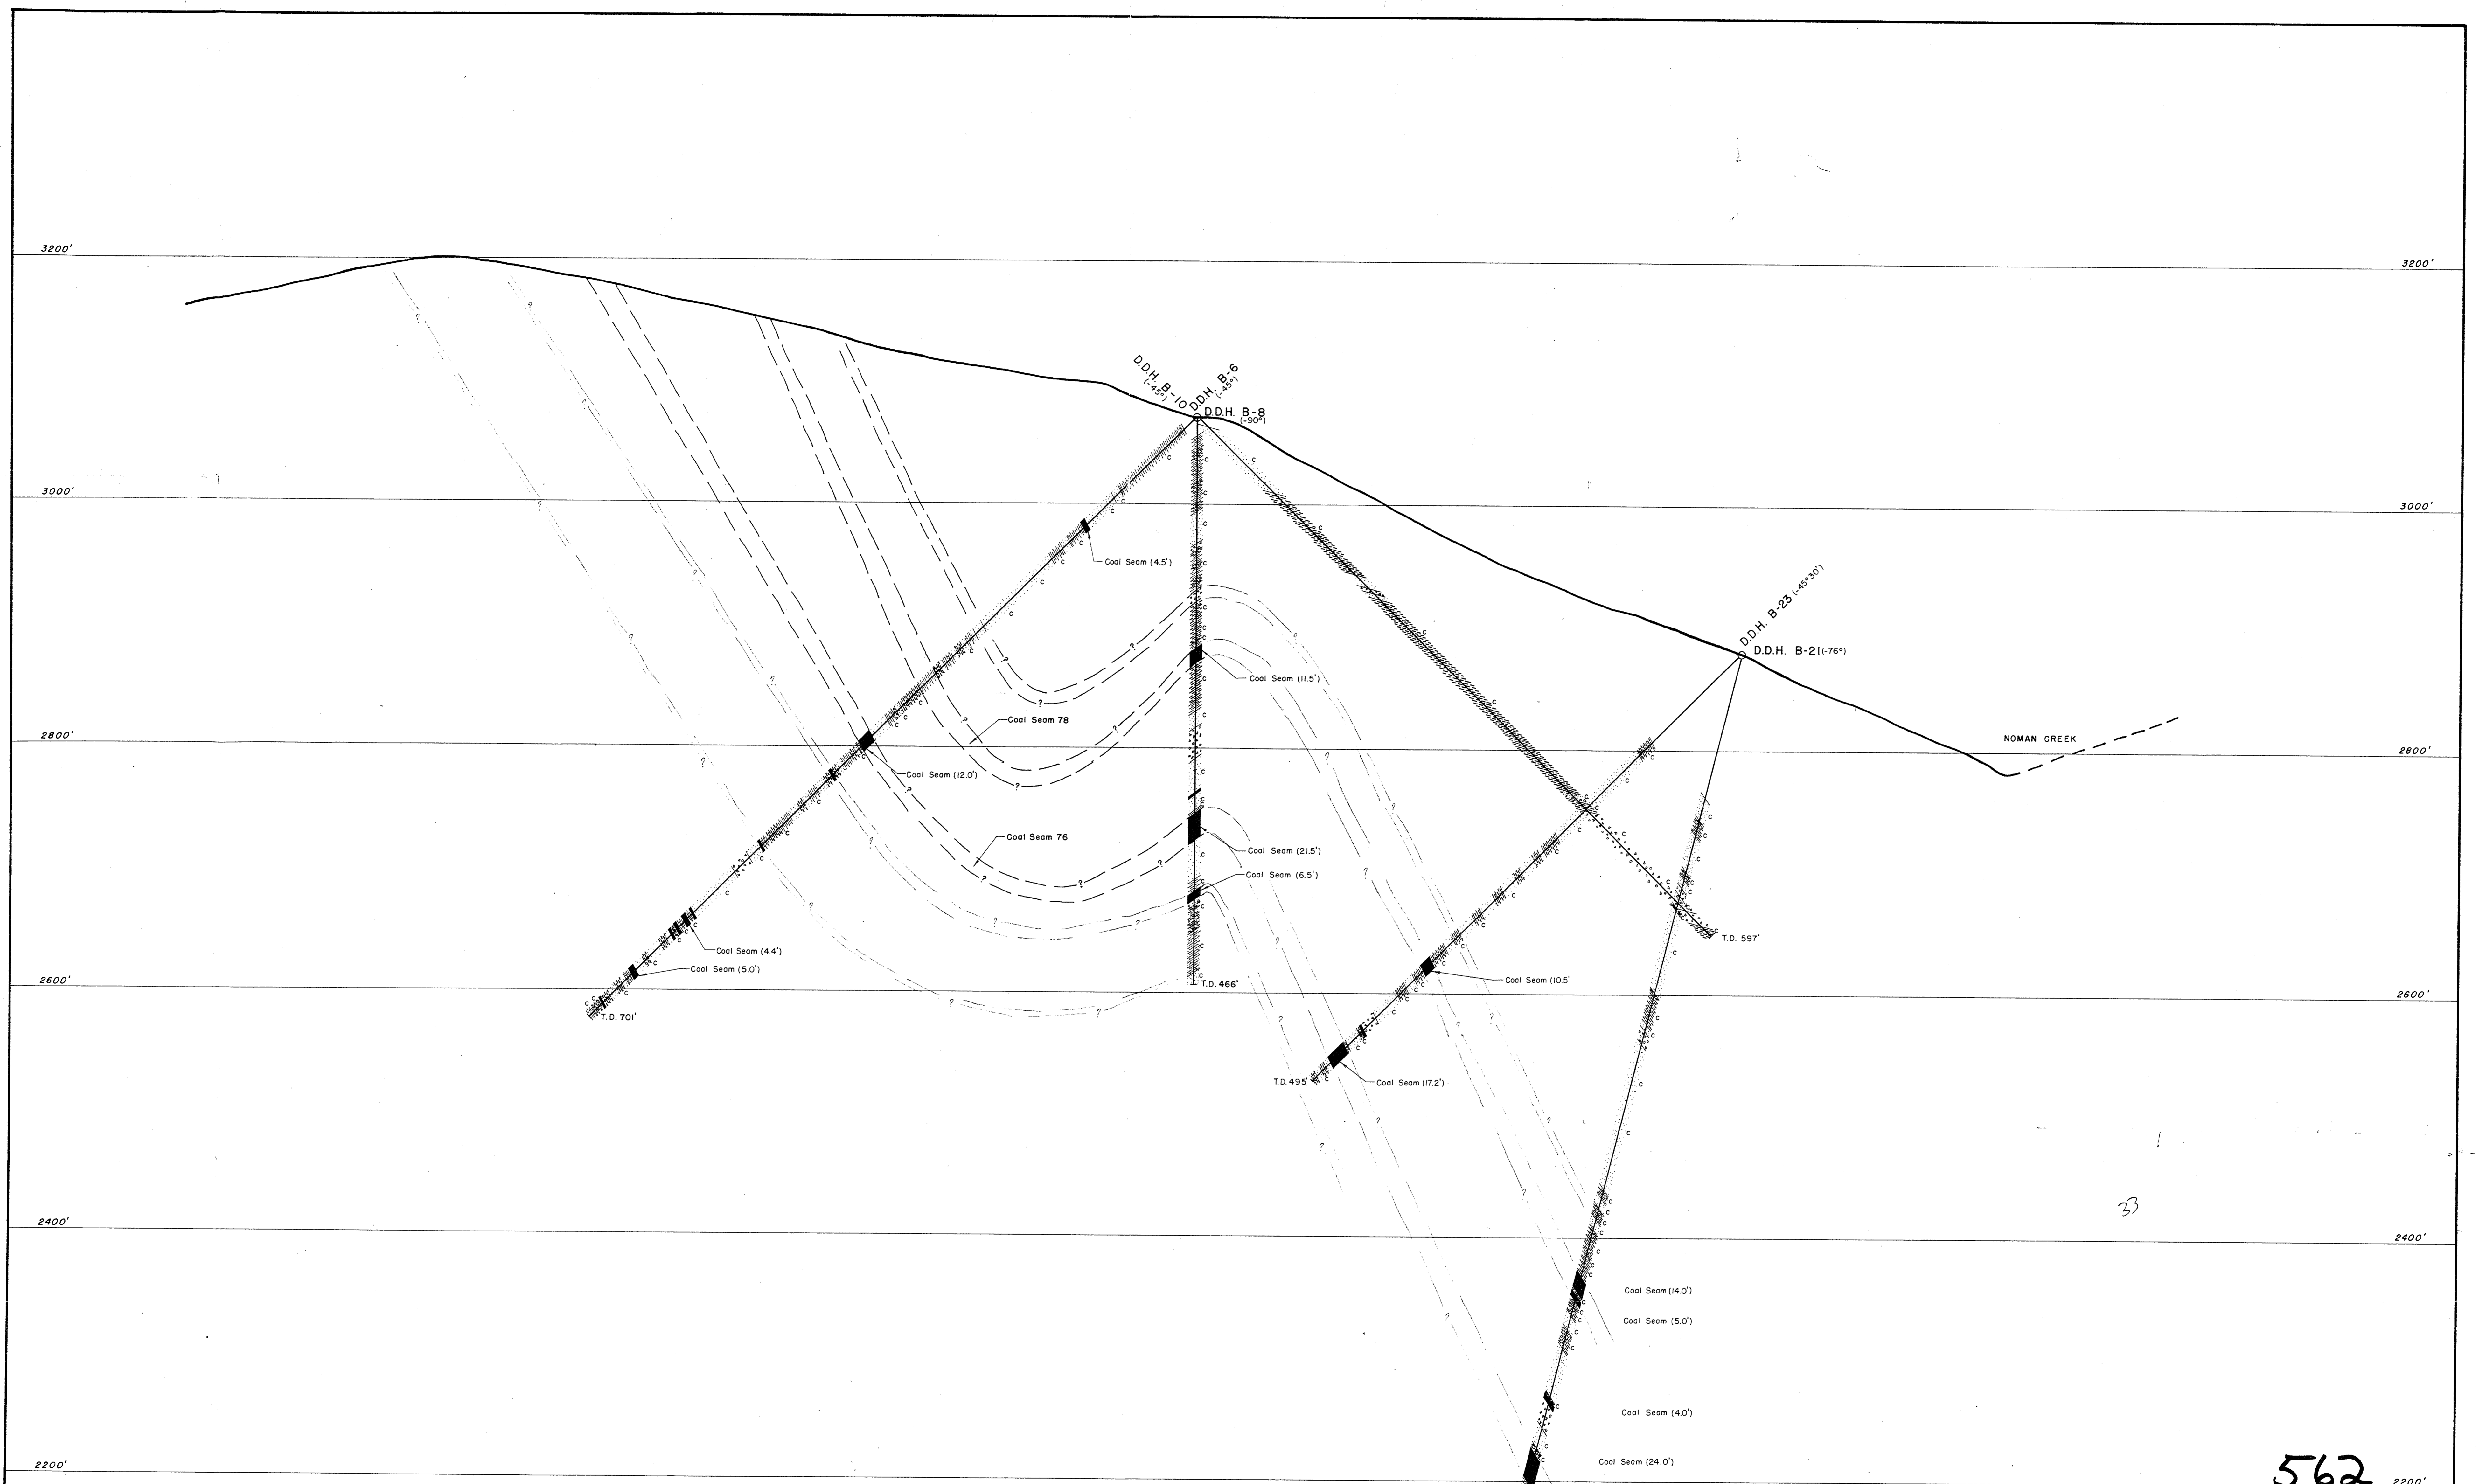 3200'
3200'
D.D.H. B-10
(-45°)
D.D.H. B-6
(-45°)
D.D.H. B-8
(-90°)
3000'
3000'
Coal Seam (4.5')
D.D.H. B-23 (-45°30')
D.D.H. B-21 (-76°)
Coal Seam (11.5')
Coal Seam 78
NOMAN CREEK
2800'
2800'
Coal Seam (12.0')
Coal Seam 76
Coal Seam (21.5')
Coal Seam (6.5')
T.D. 597'
Coal Seam (4.4')
Coal Seam (5.0')
Coal Seam (10.5'
2600'
T.D. 466'
2600'
T.D. 701'
T.D. 495'
Coal Seam (17.2')
33
2400'
2400'
Coal Seam (14.0')
Coal Seam (5.0')
Coal Seam (4.0')
Coal Seam (24.0')
2200'
562
2200'